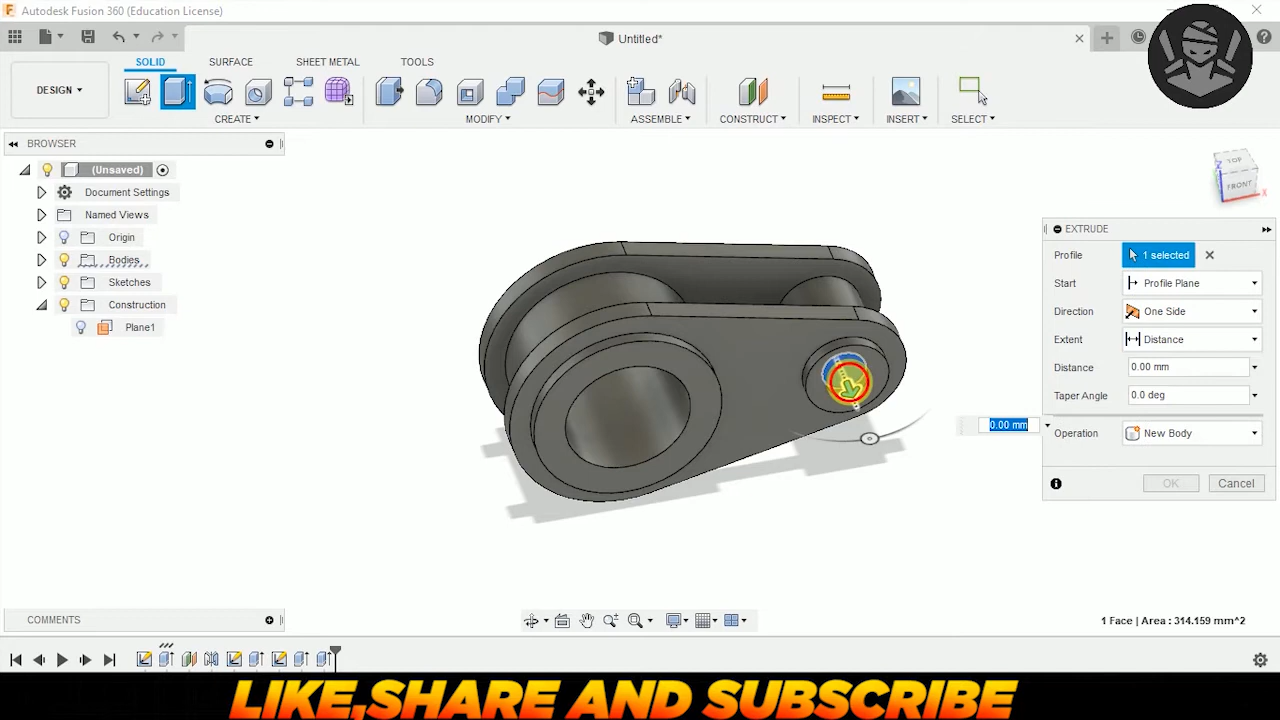 Autodesk Fusion 360 (Education License)
Untitled*
DESIGN
SOLID
SURFACE
SHEET METAL
TOOLS
CREATE
MODIFY
ASSEMBLE
CONSTRUCT
INSPECT
INSERT
SELECT
BROWSER
(Unsaved)
Document Settings
Named Views
Origin
Bodies
Sketches
Construction
Plane1
TOP
FRONT
Z
X
EXTRUDE
Profile
1 selected
Start
Profile Plane
Direction
One Side
Extent
Distance
Distance
0.00 mm
Taper Angle
0.0 deg
Operation
New Body
OK
Cancel
0.00 mm
COMMENTS
1 Face | Area : 314.159 mm^2
LIKE,SHARE AND SUBSCRIBE